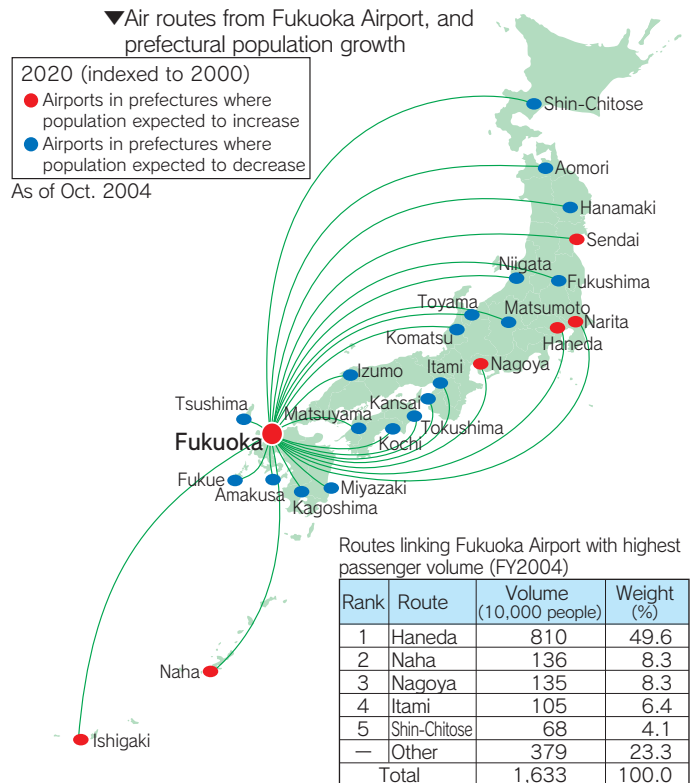 ▼Air routes from Fukuoka Airport, and
prefectural population growth
2020 (indexed to 2000)
Airports in prefectures where
population expected to increase
Airports in prefectures where
population expected to decrease
As of Oct. 2004
Shin-Chitose
Aomori
Hanamaki
Sendai
Niigata
Fukushima
Toyama
Matsumoto
Narita
Komatsu
Haneda
Izumo
Itami
Nagoya
Tsushima
Matsuyama
Kansai
Fukuoka
Kochi
Tokushima
Fukue
Amakusa
Miyazaki
Kagoshima
Naha
Ishigaki
Routes linking Fukuoka Airport with highest
passenger volume (FY2004)
Rank Route Volume (10,000 people) Weight (%)
1 Haneda 810 49.6
2 Naha 136 8.3
3 Nagoya 135 8.3
4 Itami 105 6.4
5 Shin-Chitose 68 4.1
— Other 379 23.3
Total 1,633 100.0